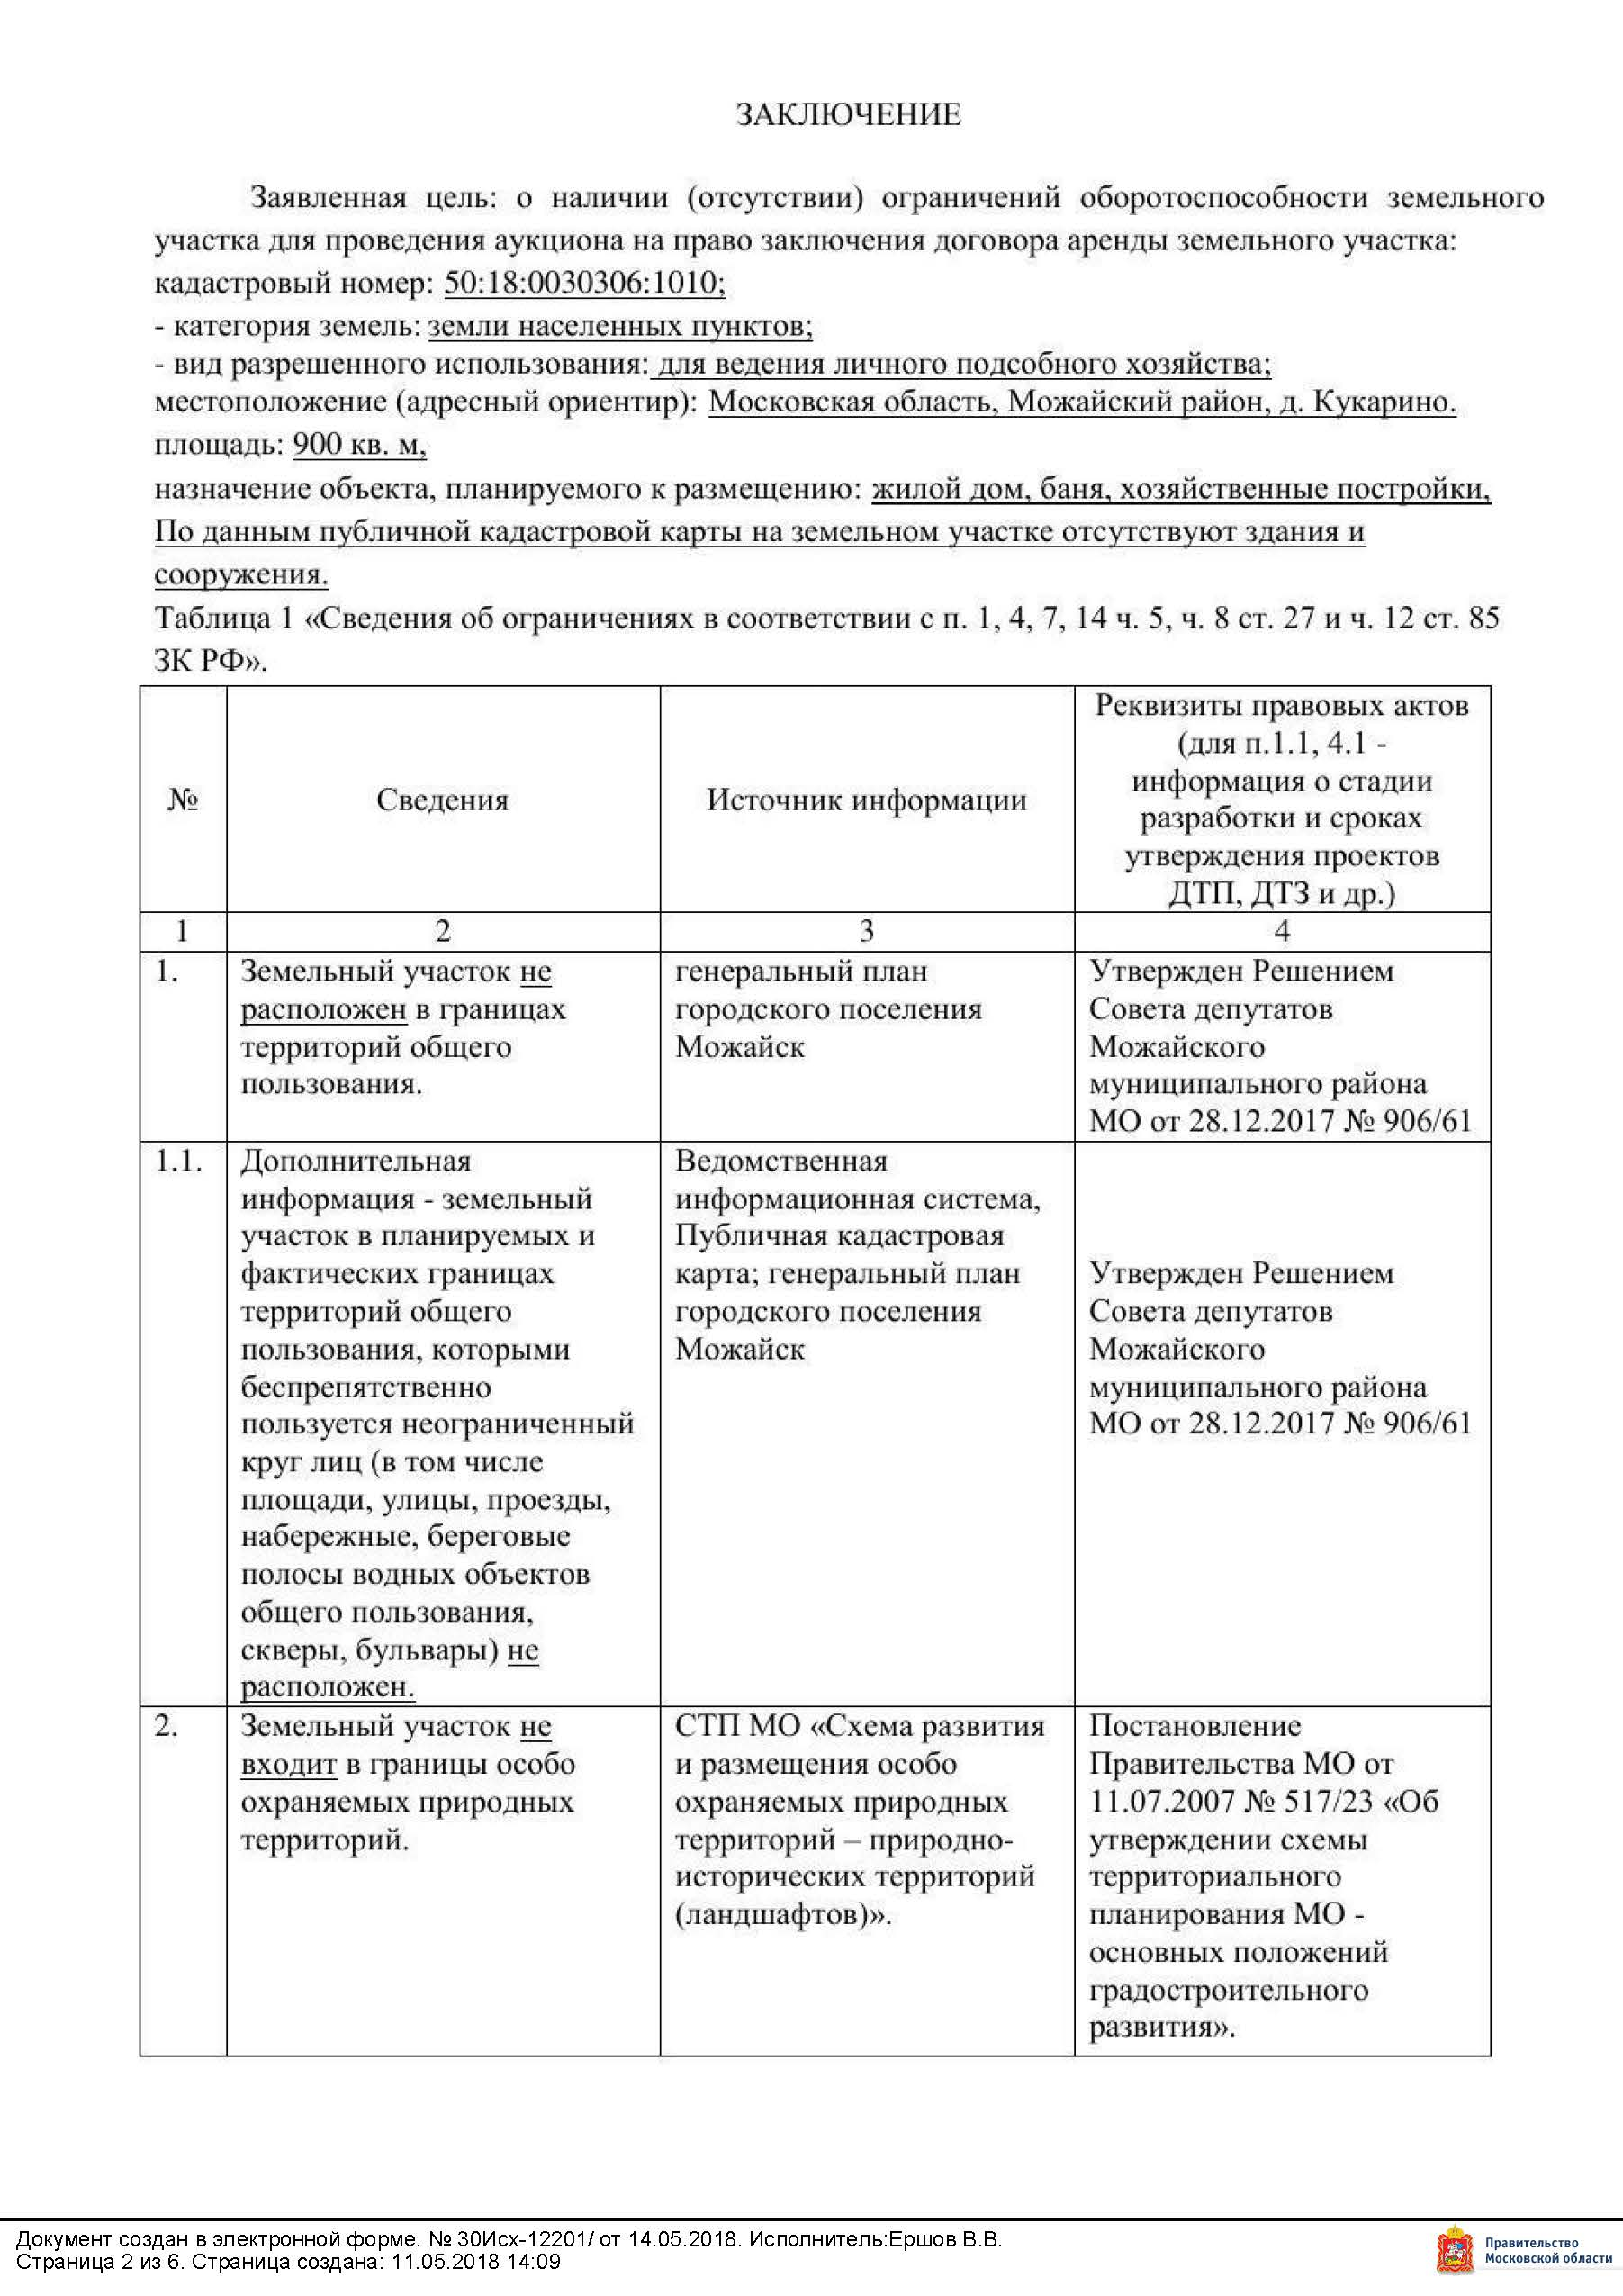 ЗАКЛЮЧЕНИЕ
Заявленная цель: о наличии (отсутствии) ограничений оборотоспособности земельного
участка для проведения аукциона на право заключения договора аренды земельного участка:
кадастровый номер: 50:18:0030306:1010;
- категория земель: земли населенных пунктов;
- вид разрешенного использования: для ведения личного подсобного хозяйства;
местоположение (адресный ориентир): Московская область, Можайский район, д. Кукарино.
площадь: 900 кв. м,
назначение объекта, планируемого к размещению: жилой дом, баня, хозяйственные постройки,
По данным публичной кадастровой карты на земельном участке отсутствуют здания и
сооружения.
Таблица 1 «Сведения об ограничениях в соответствии с п. 1, 4, 7, 14 ч. 5, ч. 8 ст. 27 и ч. 12 ст. 85
ЗК РФ».
№
Сведения
Источник информации
Реквизиты правовых актов
(для п.1.1, 4.1 -
информация о стадии
разработки и сроках
утверждения проектов
ДТП, ДТЗ и др.)
1
2
3
4
1.
Земельный участок не
расположен в границах
территорий общего
пользования.
генеральный план
городского поселения
Можайск
Утвержден Решением
Совета депутатов
Можайского
муниципального района
МО от 28.12.2017 № 906/61
1.1.
Дополнительная
информация - земельный
участок в планируемых и
фактических границах
территорий общего
пользования, которыми
беспрепятственно
пользуется неограниченный
круг лиц (в том числе
площади, улицы, проезды,
набережные, береговые
полосы водных объектов
общего пользования,
скверы, бульвары) не
расположен.
Ведомственная
информационная система,
Публичная кадастровая
карта; генеральный план
городского поселения
Можайск
Утвержден Решением
Совета депутатов
Можайского
муниципального района
МО от 28.12.2017 № 906/61
2.
Земельный участок не
входит в границы особо
охраняемых природных
территорий.
СТП МО «Схема развития
и размещения особо
охраняемых природных
территорий – природно-
исторических территорий
(ландшафтов)».
Постановление
Правительства МО от
11.07.2007 № 517/23 «Об
утверждении схемы
территориального
планирования МО -
основных положений
градостроительного
развития».
Документ создан в электронной форме. № 30Исх-12201/ от 14.05.2018. Исполнитель:Ершов В.В.
Страница 2 из 6. Страница создана: 11.05.2018 14:09
Правительство
Московской области